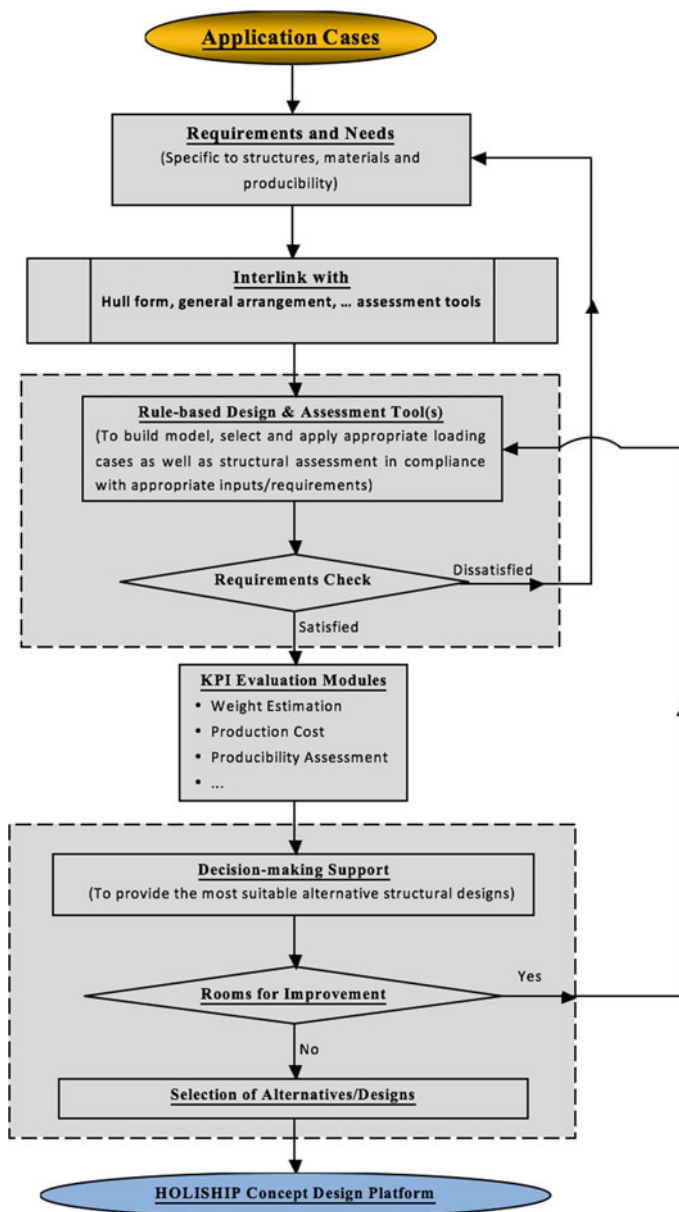 Application Cases
Requirements and Needs
(Specific to structures, materials and
producibility)
Interlink with
Hull form, general arrangement, ... assessment tools
Rule-based Design & Assessment Tool(s)
(To build model, select and apply appropriate loading
cases as well as structural assessment in compliance
with appropriate inputs/requirements)
Requirements Check
Dissatisfied
Satisfied
KPI Evaluation Modules
• Weight Estimation
• Production Cost
• Producibility Assessment
• ...
Decision-making Support
(To provide the most suitable alternative structural designs)
Rooms for Improvement
Yes
No
Selection of Alternatives/Designs
HOLISHIP Concept Design Platform